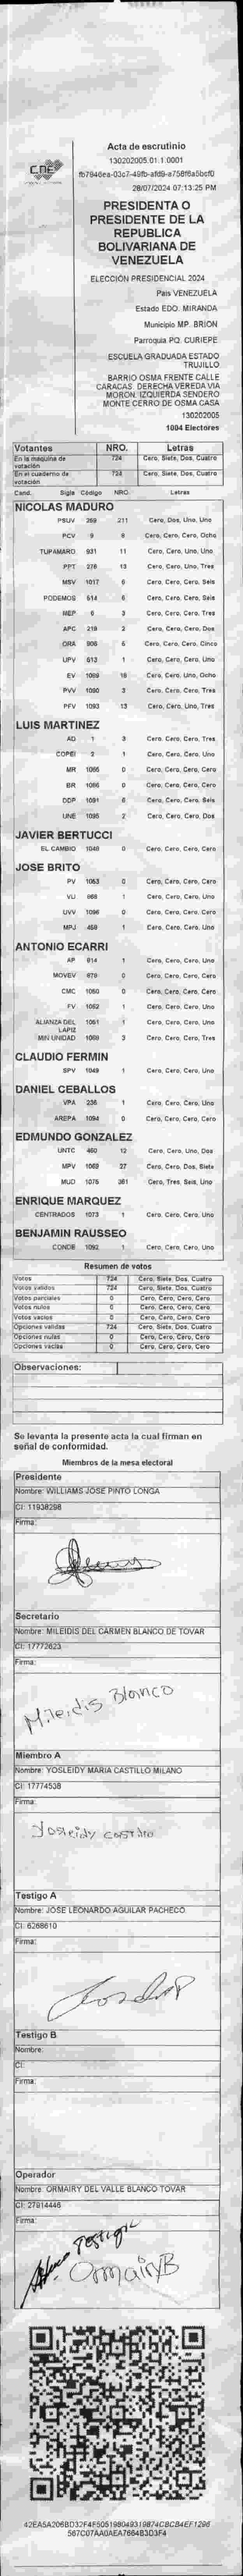 CNE
Acta de escrutinio
130202005.01.1.0001
28/07/2024 07:13:25 PM
PRESIDENTA O
PRESIDENTE DE LA
REPUBLICA
BOLIVARIANA DE
VENEZUELA
ELECCIÓN PRESIDENCIAL 2024
País VENEZUELA
Estado EDO. MIRANDA
Municipio MP. BRION
Parroquia PQ. CURIEPE
ESCUELA GRADUADA ESTADO
TRUJILLO
BARRIO OSMA FRENTE CALLE
CARACAS. DERECHA VEREDA VIA
MORON. IZQUIERDA SENDERO
MONTE CERRO DE OSMA CASA
130202005
1004 Electores
Votantes NRO. Letras
En la máquina de votación 724 Cero, Siete, Dos, Cuatro
En el cuaderno de votación 724 Cero, Siete, Dos, Cuatro
Cand. Sigla Código NRO. Letras
NICOLAS MADURO
PSUV 269 211 Cero, Dos, Uno, Uno
PCV 9 8 Cero, Cero, Cero, Ocho
TUPAMARO 931 11 Cero, Cero, Uno, Uno
PPT 276 13 Cero, Cero, Uno, Tres
MSV 1017 6 Cero, Cero, Cero, Seis
PODEMOS 514 6 Cero, Cero, Cero, Seis
MEP 6 3 Cero, Cero, Cero, Tres
APC 219 2 Cero, Cero, Cero, Dos
ORA 906 5 Cero, Cero, Cero, Cinco
UPV 513 1 Cero, Cero, Cero, Uno
EV 1089 18 Cero, Cero, Uno, Ocho
PVV 1090 3 Cero, Cero, Cero, Tres
PFV 1093 13 Cero, Cero, Uno, Tres
LUIS MARTINEZ
AD 1 3 Cero, Cero, Cero, Tres
COPEI 2 1 Cero, Cero, Cero, Uno
MR 1066 0 Cero, Cero, Cero, Cero
BR 1086 0 Cero, Cero, Cero, Cero
DDP 1091 6 Cero, Cero, Cero, Seis
UNE 1095 2 Cero, Cero, Cero, Dos
JAVIER BERTUCCI
EL CAMBIO 1048 0 Cero, Cero, Cero, Cero
JOSE BRITO
PV 1053 0 Cero, Cero, Cero, Cero
VU 868 1 Cero, Cero, Cero, Uno
UVV 1096 0 Cero, Cero, Cero, Cero
MPJ 459 1 Cero, Cero, Cero, Uno
ANTONIO ECARRI
AP 914 1 Cero, Cero, Cero, Uno
MOVEV 879 0 Cero, Cero, Cero, Cero
CMC 1050 0 Cero, Cero, Cero, Cero
FV 1052 1 Cero, Cero, Cero, Uno
ALIANZA DEL LAPIZ 1051 1 Cero, Cero, Cero, Uno
MIN UNIDAD 1068 3 Cero, Cero, Cero, Tres
CLAUDIO FERMIN
SPV 1049 1 Cero, Cero, Cero, Uno
DANIEL CEBALLOS
VPA 236 1 Cero, Cero, Cero, Uno
AREPA 1094 0 Cero, Cero, Cero, Cero
EDMUNDO GONZALEZ
UNTC 460 12 Cero, Cero, Uno, Dos
MPV 1069 27 Cero, Cero, Dos, Siete
MUD 1075 361 Cero, Tres, Seis, Uno
ENRIQUE MARQUEZ
CENTRADOS 1073 1 Cero, Cero, Cero, Uno
BENJAMIN RAUSSEO
CONDE 1092 1 Cero, Cero, Cero, Uno
Resumen de votos
Votos 724 Cero, Siete, Dos, Cuatro
Votos válidos 724 Cero, Siete, Dos, Cuatro
Votos parciales 0 Cero, Cero, Cero, Cero
Votos nulos 0 Cero, Cero, Cero, Cero
Votos vacíos 0 Cero, Cero, Cero, Cero
Opciones válidas 724 Cero, Siete, Dos, Cuatro
Opciones nulas 0 Cero, Cero, Cero, Cero
Opciones vacías 0 Cero, Cero, Cero, Cero
Observaciones:
Se levanta la presente acta la cual firman en
señal de conformidad.
Miembros de la mesa electoral
Presidente
Nombre: WILLIAMS JOSE PINTO LONGA
CI: 11938298
Firma:
Secretario
Nombre: MILEIDIS DEL CARMEN BLANCO DE TOVAR
CI: 17772623
Firma:
Mileidis Blanco
Miembro A
Nombre: YOSLEIDY MARIA CASTILLO MILANO
CI: 17774538
Firma:
Yosleidy Castillo
Testigo A
Nombre: JOSE LEONARDO AGUILAR PACHECO
CI: 6268610
Firma:
Testigo B
Nombre:
CI:
Firma:
Operador
Nombre: ORMAIRY DEL VALLE BLANCO TOVAR
CI: 27914446
Firma:
Testigo
OrmairyB